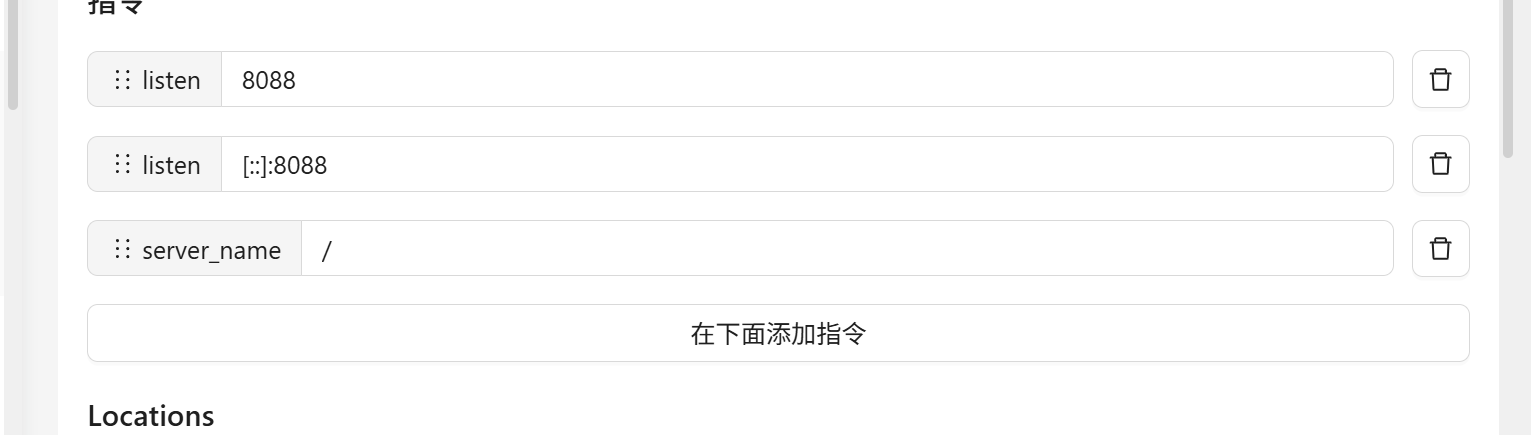 指令
listen 8088
listen [::]:8088
server_name /
在下面添加指令
Locations